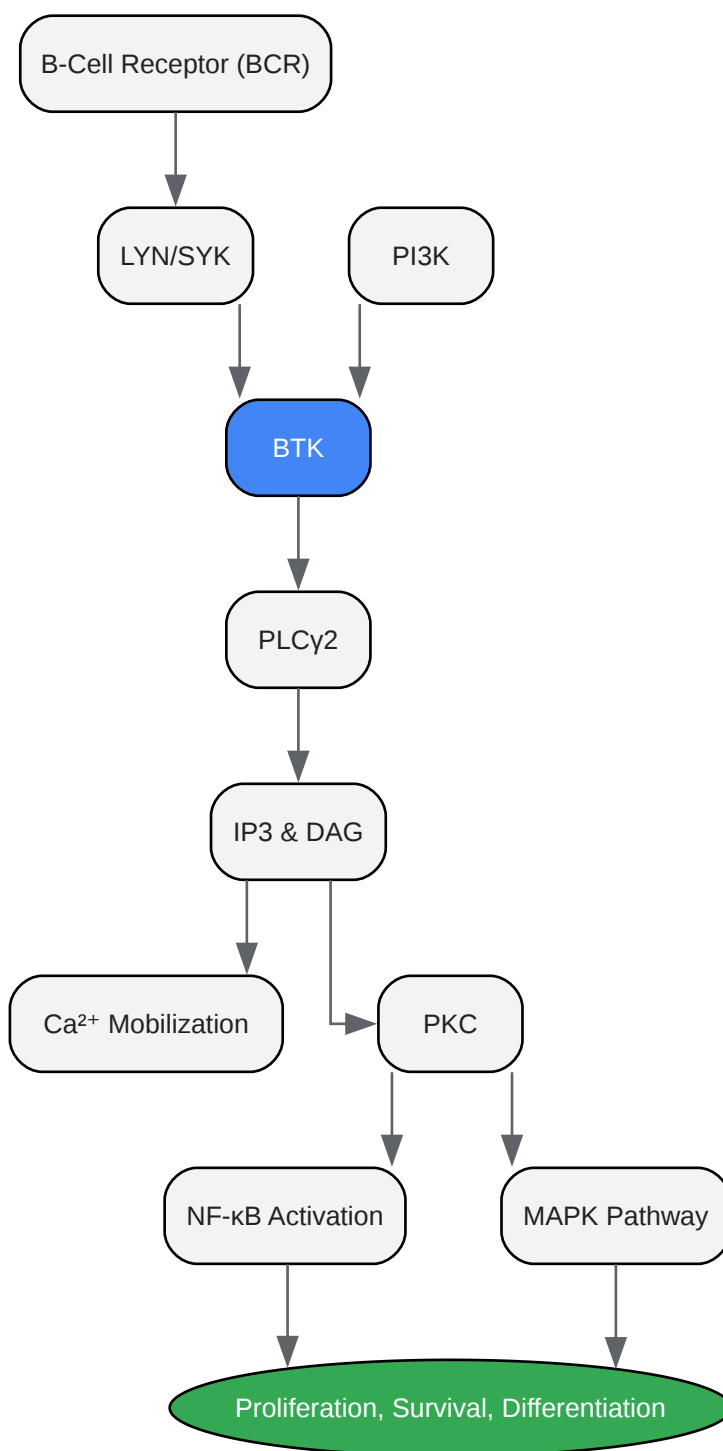 B-Cell Receptor (BCR)
LYN/SYK
PI3K
BTK
PLCγ2
IP3 & DAG
Ca²⁺ Mobilization
PKC
NF-κB Activation
MAPK Pathway
Proliferation, Survival, Differentiation